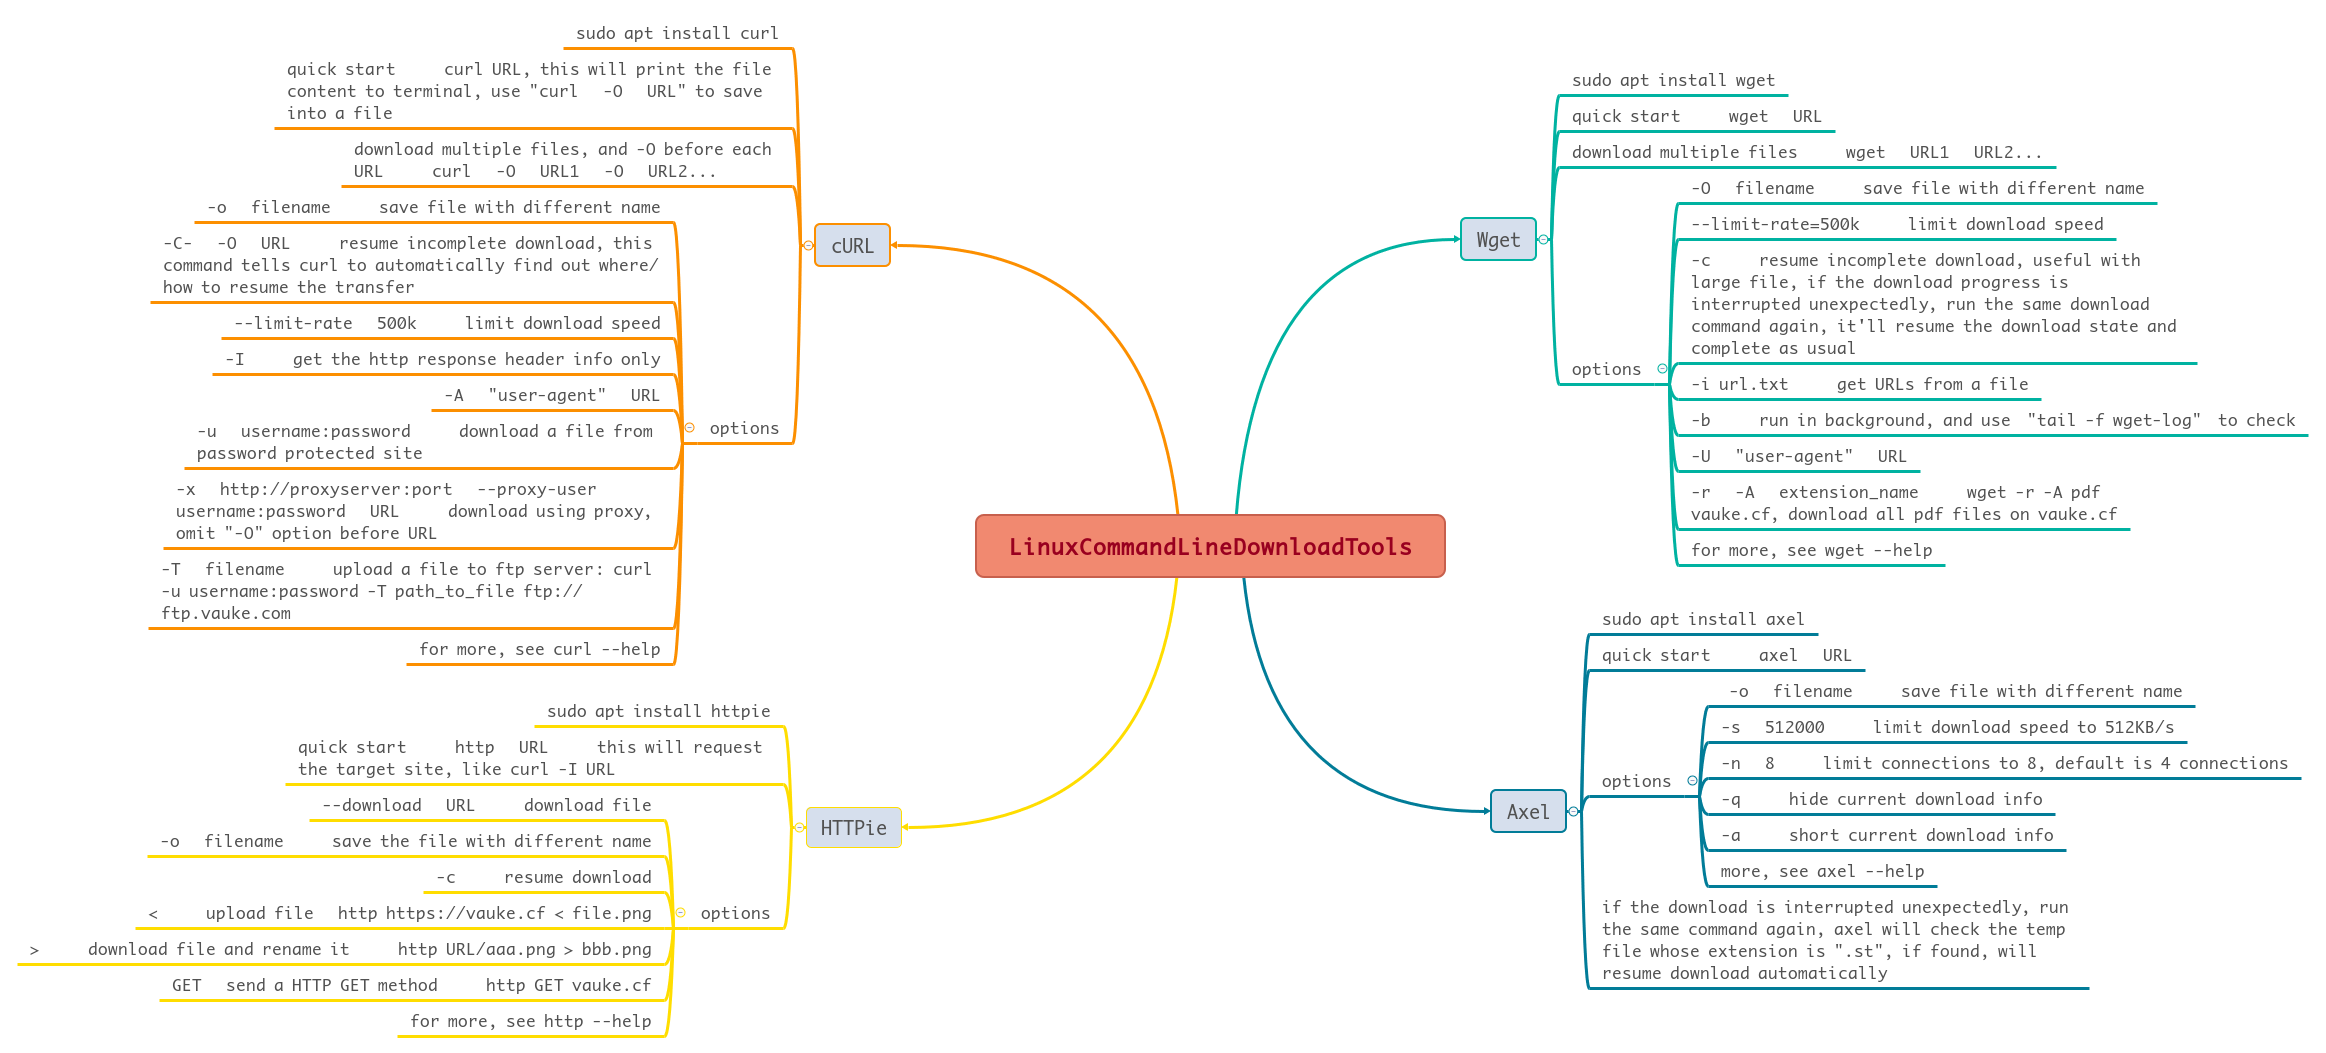 LinuxCommandLineDownloadTools
cURL
sudo apt install curl
quick start     curl URL, this will print the file
content to terminal, use "curl   -O   URL" to save
into a file
download multiple files, and -O before each
URL     curl   -O   URL1   -O   URL2...
options
-o   filename     save file with different name
-C-   -O   URL     resume incomplete download, this
command tells curl to automatically find out where/
how to resume the transfer
--limit-rate   500k     limit download speed
-I     get the http response header info only
-A   "user-agent"   URL
-u   username:password     download a file from
password protected site
-x   http://proxyserver:port   --proxy-user
username:password   URL     download using proxy,
omit "-O" option before URL
-T   filename     upload a file to ftp server: curl
-u username:password -T path_to_file ftp://
ftp.vauke.com
for more, see curl --help
HTTPie
sudo apt install httpie
quick start     http   URL     this will request
the target site, like curl -I URL
options
--download   URL     download file
-o   filename     save the file with different name
-c     resume download
<     upload file   http https://vauke.cf < file.png
>     download file and rename it     http URL/aaa.png > bbb.png
GET   send a HTTP GET method     http GET vauke.cf
for more, see http --help
Wget
sudo apt install wget
quick start     wget   URL
download multiple files     wget   URL1   URL2...
options
-O   filename     save file with different name
--limit-rate=500k     limit download speed
-c     resume incomplete download, useful with
large file, if the download progress is
interrupted unexpectedly, run the same download
command again, it'll resume the download state and
complete as usual
-i url.txt     get URLs from a file
-b     run in background, and use  "tail -f wget-log"  to check
-U   "user-agent"   URL
-r   -A   extension_name     wget -r -A pdf
vauke.cf, download all pdf files on vauke.cf
for more, see wget --help
Axel
sudo apt install axel
quick start     axel   URL
options
-o   filename     save file with different name
-s   512000     limit download speed to 512KB/s
-n   8     limit connections to 8, default is 4 connections
-q     hide current download info
-a     short current download info
more, see axel --help
if the download is interrupted unexpectedly, run
the same command again, axel will check the temp
file whose extension is ".st", if found, will
resume download automatically